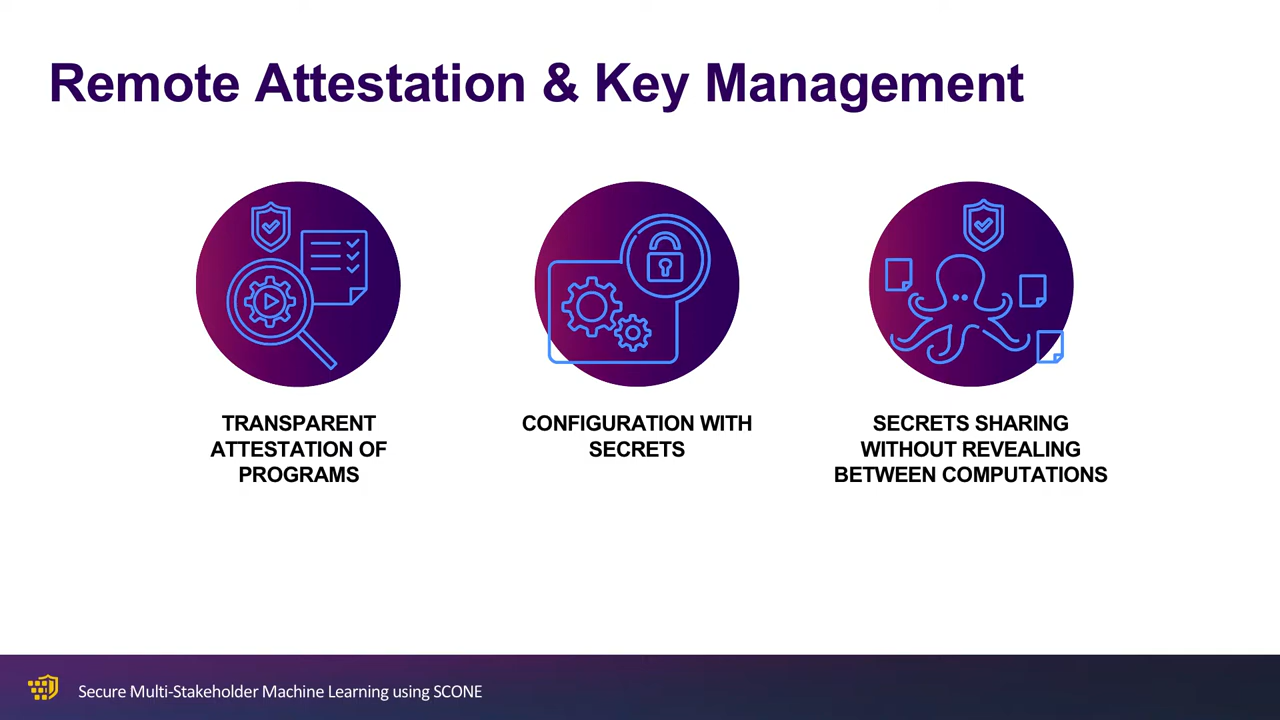 Remote Attestation & Key Management
TRANSPARENT
ATTESTATION OF
PROGRAMS
CONFIGURATION WITH
SECRETS
SECRETS SHARING
WITHOUT REVEALING
BETWEEN COMPUTATIONS
Secure Multi-Stakeholder Machine Learning using SCONE